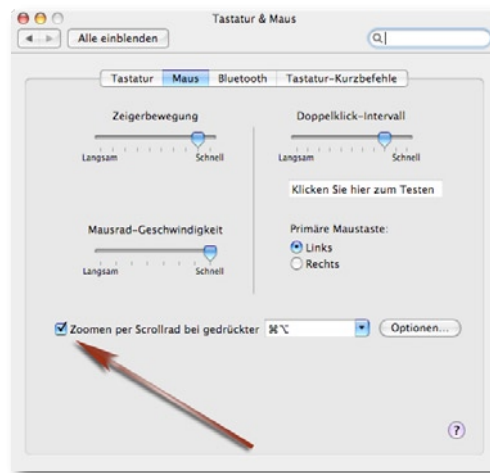 Tastatur & Maus
Alle einblenden
Tastatur Maus Bluetooth Tastatur-Kurzbefehle
Zeigerbewegung
Langsam Schnell
Doppelklick-Intervall
Langsam Schnell
Klicken Sie hier zum Testen
Mausrad-Geschwindigkeit
Langsam Schnell
Primäre Maustaste:
Links
Rechts
Zoomen per Scrollrad bei gedrückter ⌘⌥ Optionen...
?